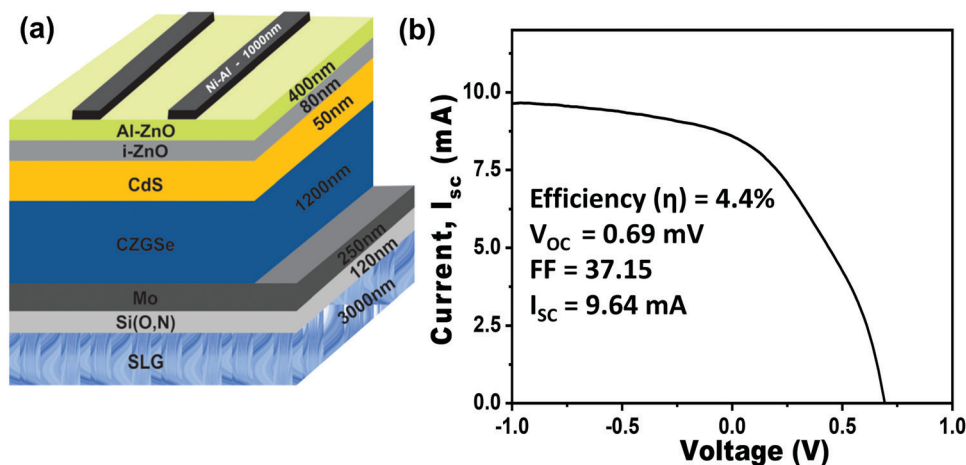 (a)
Ni-Al - 1000nm
400nm
80nm
50nm
1200nm
250nm
120nm
3000nm
Al-ZnO
i-ZnO
CdS
CZGSe
Mo
Si(O,N)
SLG
(b)
Current, Isc (mA)
10.0
7.5
5.0
2.5
0.0
Efficiency (η) = 4.4%
VOC = 0.69 mV
FF = 37.15
ISC = 9.64 mA
-1.0 -0.5 0.0 0.5 1.0
Voltage (V)